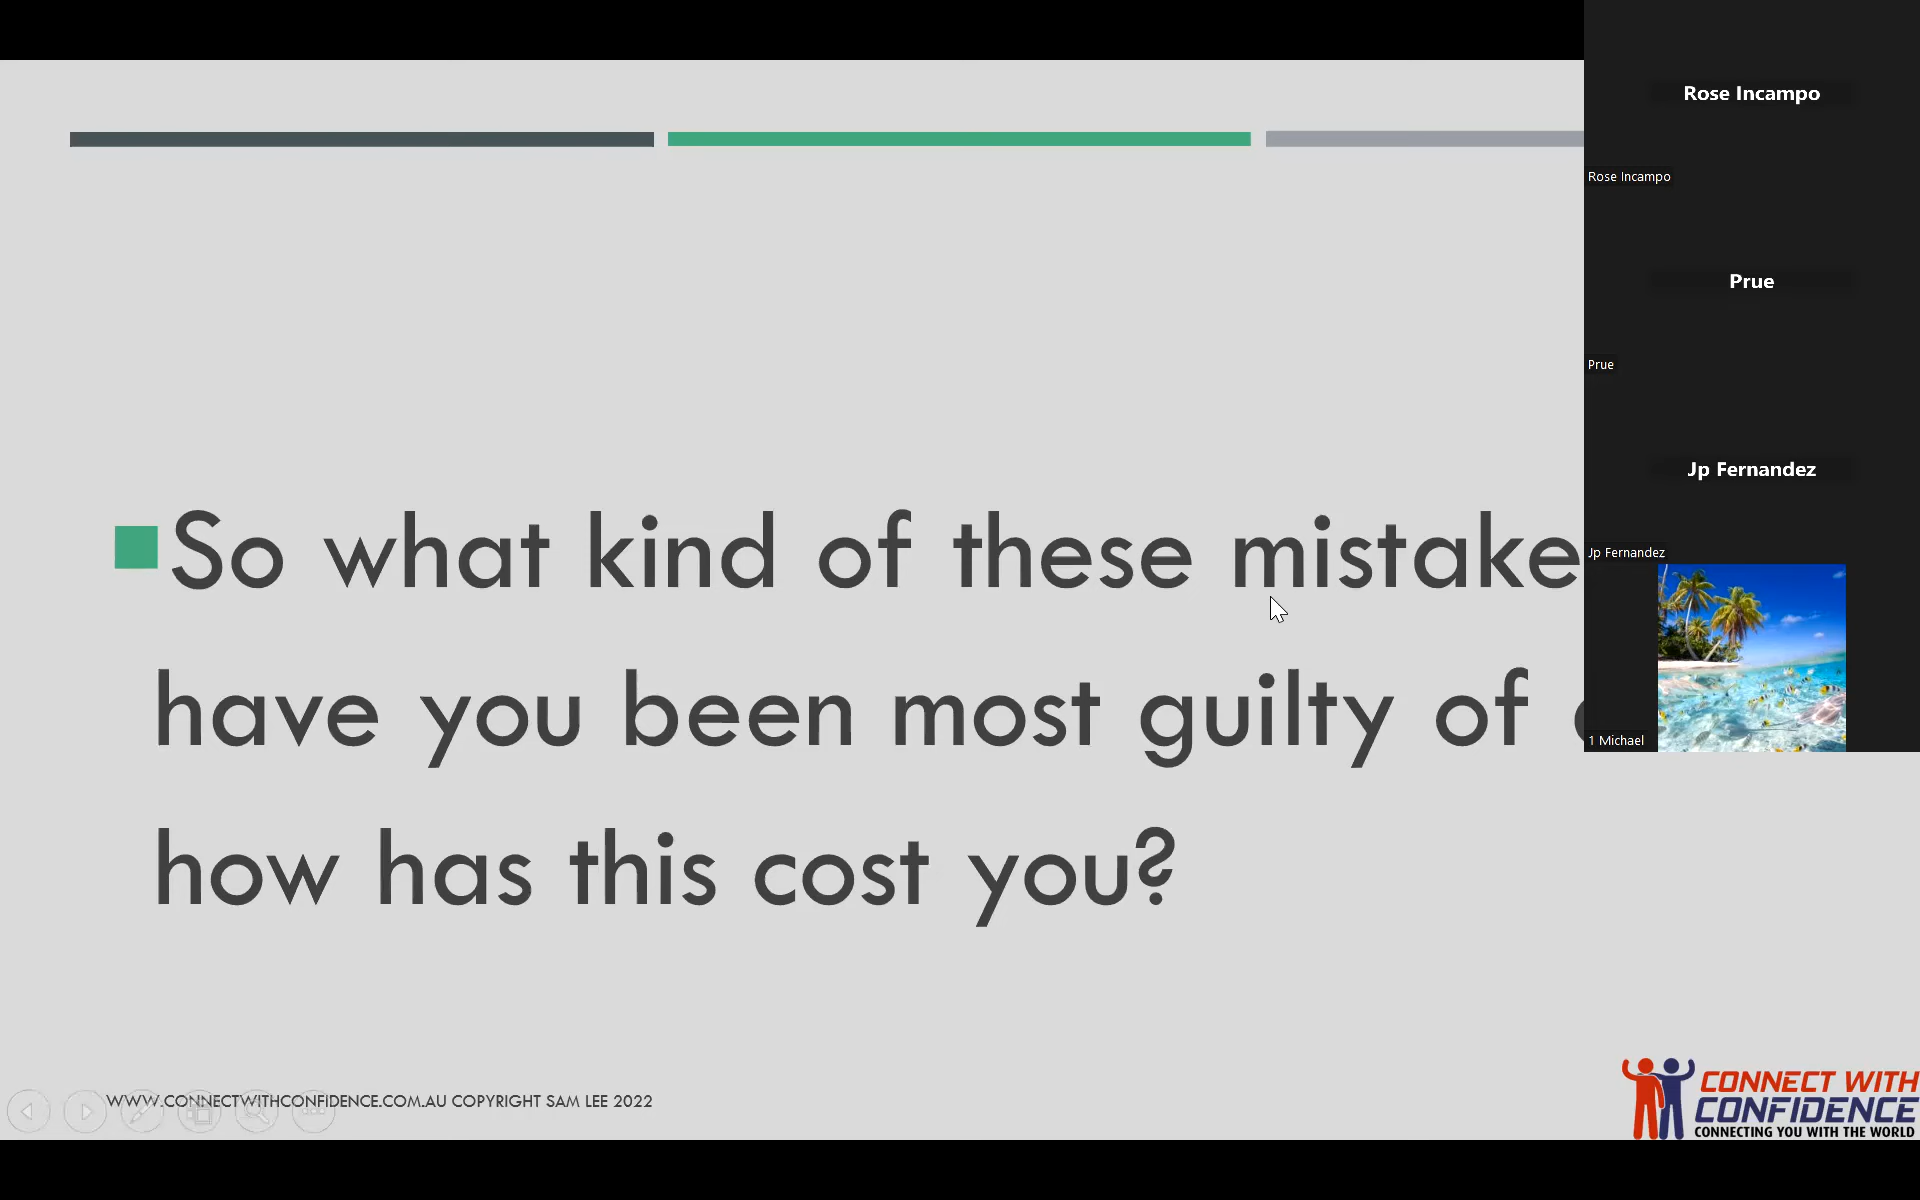 So what kind of these mistake
have you been most guilty of
how has this cost you?
WWW.CONNECTWITHCONFIDENCE.COM.AU COPYRIGHT SAM LEE 2022
CONNECT WITH
CONFIDENCE
CONNECTING YOU WITH THE WORLD
Rose Incampo
Rose Incampo
Prue
Prue
Jp Fernandez
Jp Fernandez
1 Michael